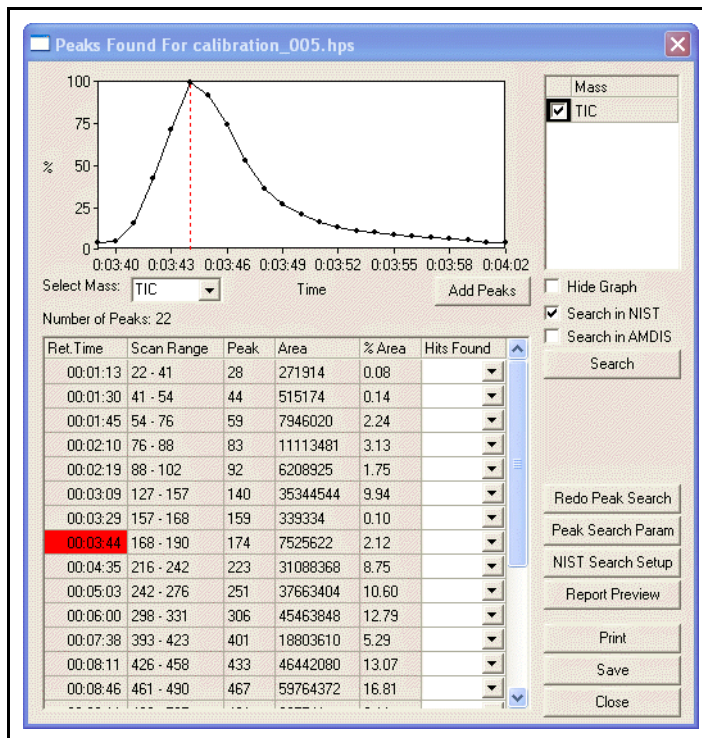 Peaks Found For calibration_005.hps
100
75
%
50
25
0
0:03:40 0:03:43 0:03:46 0:03:49 0:03:52 0:03:55 0:03:58 0:04:02
Select Mass: TIC Time Add Peaks
Mass
TIC
Hide Graph
Search in NIST
Search in AMDIS
Search
Number of Peaks: 22
Ret.Time Scan Range Peak Area % Area Hits Found
00:01:13 22 - 41 28 271914 0.08
00:01:30 41 - 54 44 515174 0.14
00:01:45 54 - 76 59 7946020 2.24
00:02:10 76 - 88 83 11113481 3.13
00:02:19 88 - 102 92 6208925 1.75
00:03:09 127 - 157 140 35344544 9.94
00:03:29 157 - 168 159 339334 0.10
00:03:44 168 - 190 174 7525622 2.12
00:04:35 216 - 242 223 31088368 8.75
00:05:03 242 - 276 251 37663404 10.60
00:06:00 298 - 331 306 45463848 12.79
00:07:38 393 - 423 401 18803610 5.29
00:08:11 426 - 458 433 46442080 13.07
00:08:46 461 - 490 467 59764372 16.81
Redo Peak Search
Peak Search Param
NIST Search Setup
Report Preview
Print
Save
Close